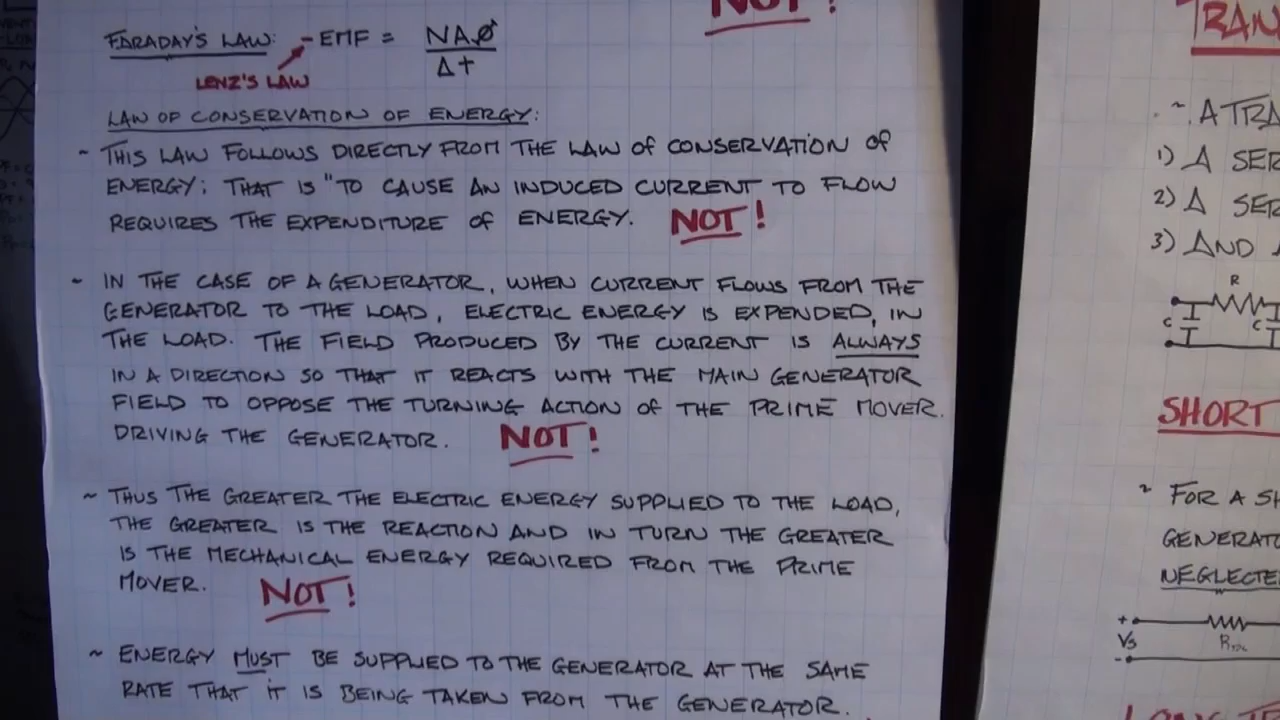 NOT!
FARADAY'S LAW: - EMF = NΔØ
Δt
LENZ'S LAW
LAW OF CONSERVATION OF ENERGY:
~ THIS LAW FOLLOWS DIRECTLY FROM THE LAW OF CONSERVATION OF
ENERGY; THAT IS "TO CAUSE AN INDUCED CURRENT TO FLOW
REQUIRES THE EXPENDITURE OF ENERGY. NOT!
~ IN THE CASE OF A GENERATOR, WHEN CURRENT FLOWS FROM THE
GENERATOR TO THE LOAD, ELECTRIC ENERGY IS EXPENDED, IN
THE LOAD. THE FIELD PRODUCED BY THE CURRENT IS ALWAYS
IN A DIRECTION SO THAT IT REACTS WITH THE MAIN GENERATOR
FIELD TO OPPOSE THE TURNING ACTION OF THE PRIME MOVER.
DRIVING THE GENERATOR. NOT!
~ THUS THE GREATER THE ELECTRIC ENERGY SUPPLIED TO THE LOAD,
THE GREATER IS THE REACTION AND IN TURN THE GREATER
IS THE MECHANICAL ENERGY REQUIRED FROM THE PRIME
MOVER. NOT!
~ ENERGY MUST BE SUPPLIED TO THE GENERATOR AT THE SAME
RATE THAT IT IS BEING TAKEN FROM THE GENERATOR.
TRAN
~ A TRA
1) A SER
2) A SER
3) AND
R
C C
SHORT
~ FOR A SH
GENERATO
NEGLECTE
+
Vs
-